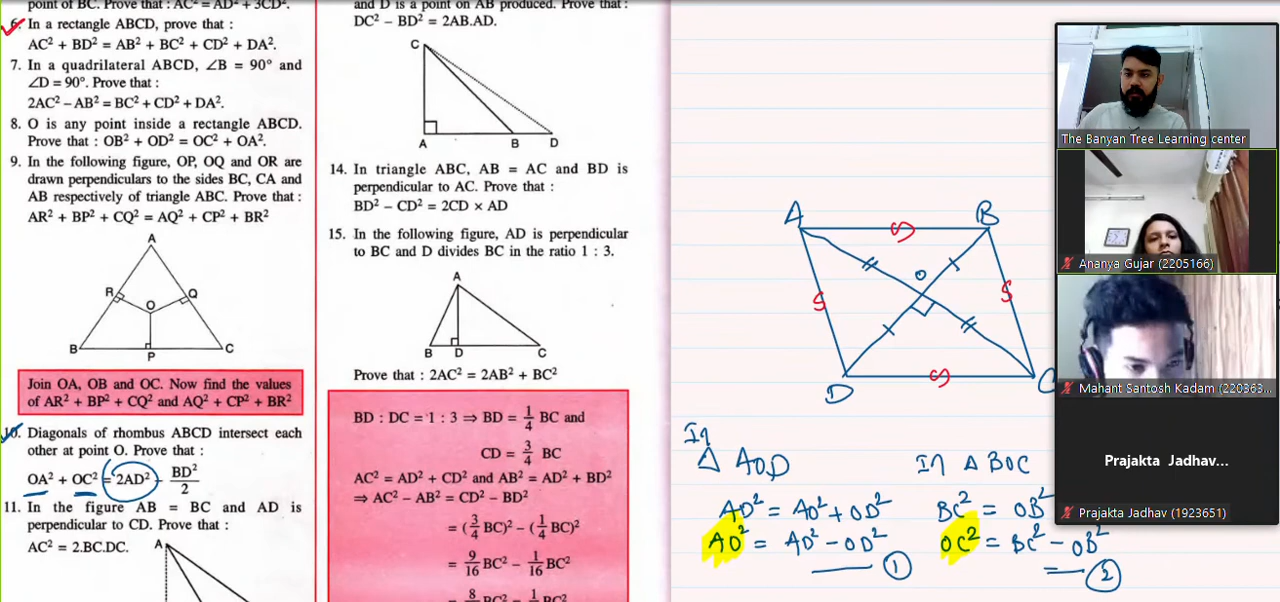 point of BC. Prove that : AC² = AD² + 3CD².
6. In a rectangle ABCD, prove that :
AC² + BD² = AB² + BC² + CD² + DA².
7. In a quadrilateral ABCD, ∠B = 90° and
∠D = 90°. Prove that :
2AC² – AB² = BC² + CD² + DA².
8. O is any point inside a rectangle ABCD.
Prove that : OB² + OD² = OC² + OA².
9. In the following figure, OP, OQ and OR are
drawn perpendiculars to the sides BC, CA and
AB respectively of triangle ABC. Prove that :
AR² + BP² + CQ² = AQ² + CP² + BR²
A
R
Q
O
B
P
C
Join OA, OB and OC. Now find the values
of AR² + BP² + CQ² and AQ² + CP² + BR²
10. Diagonals of rhombus ABCD intersect each
other at point O. Prove that :
OA² + OC² = 2AD² – BD²/2
11. In the figure AB = BC and AD is
perpendicular to CD. Prove that :
AC² = 2.BC.DC.
A
and D is a point on AB produced. Prove that :
DC² – BD² = 2AB.AD.
C
A
B
D
14. In triangle ABC, AB = AC and BD is
perpendicular to AC. Prove that :
BD² – CD² = 2CD × AD
15. In the following figure, AD is perpendicular
to BC and D divides BC in the ratio 1 : 3.
A
B
D
C
Prove that : 2AC² = 2AB² + BC²
BD : DC = 1 : 3 ⇒ BD = 1/4 BC and
CD = 3/4 BC
AC² = AD² + CD² and AB² = AD² + BD²
⇒ AC² – AB² = CD² – BD²
= (3/4 BC)² – (1/4 BC)²
= 9/16 BC² – 1/16 BC²
= 8 BC² – 1 BC²
A
B
O
D
C
In
Δ AOD
AD² = AO² + OD²
AO² = AD² – OD²
1
In Δ BOC
BC² = OB²
OC² = BC² – OB²
2
The Banyan Tree Learning center
Ananya Gujar (2205166)
Mahant Santosh Kadam (220363...
Prajakta Jadhav...
Prajakta Jadhav (1923651)